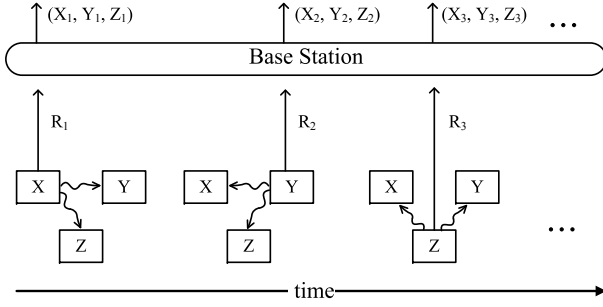 (X₁, Y₁, Z₁) (X₂, Y₂, Z₂) (X₃, Y₃, Z₃) ...
Base Station
R₁ R₂ R₃
X Y X Y X Y
Z Z Z ...
time